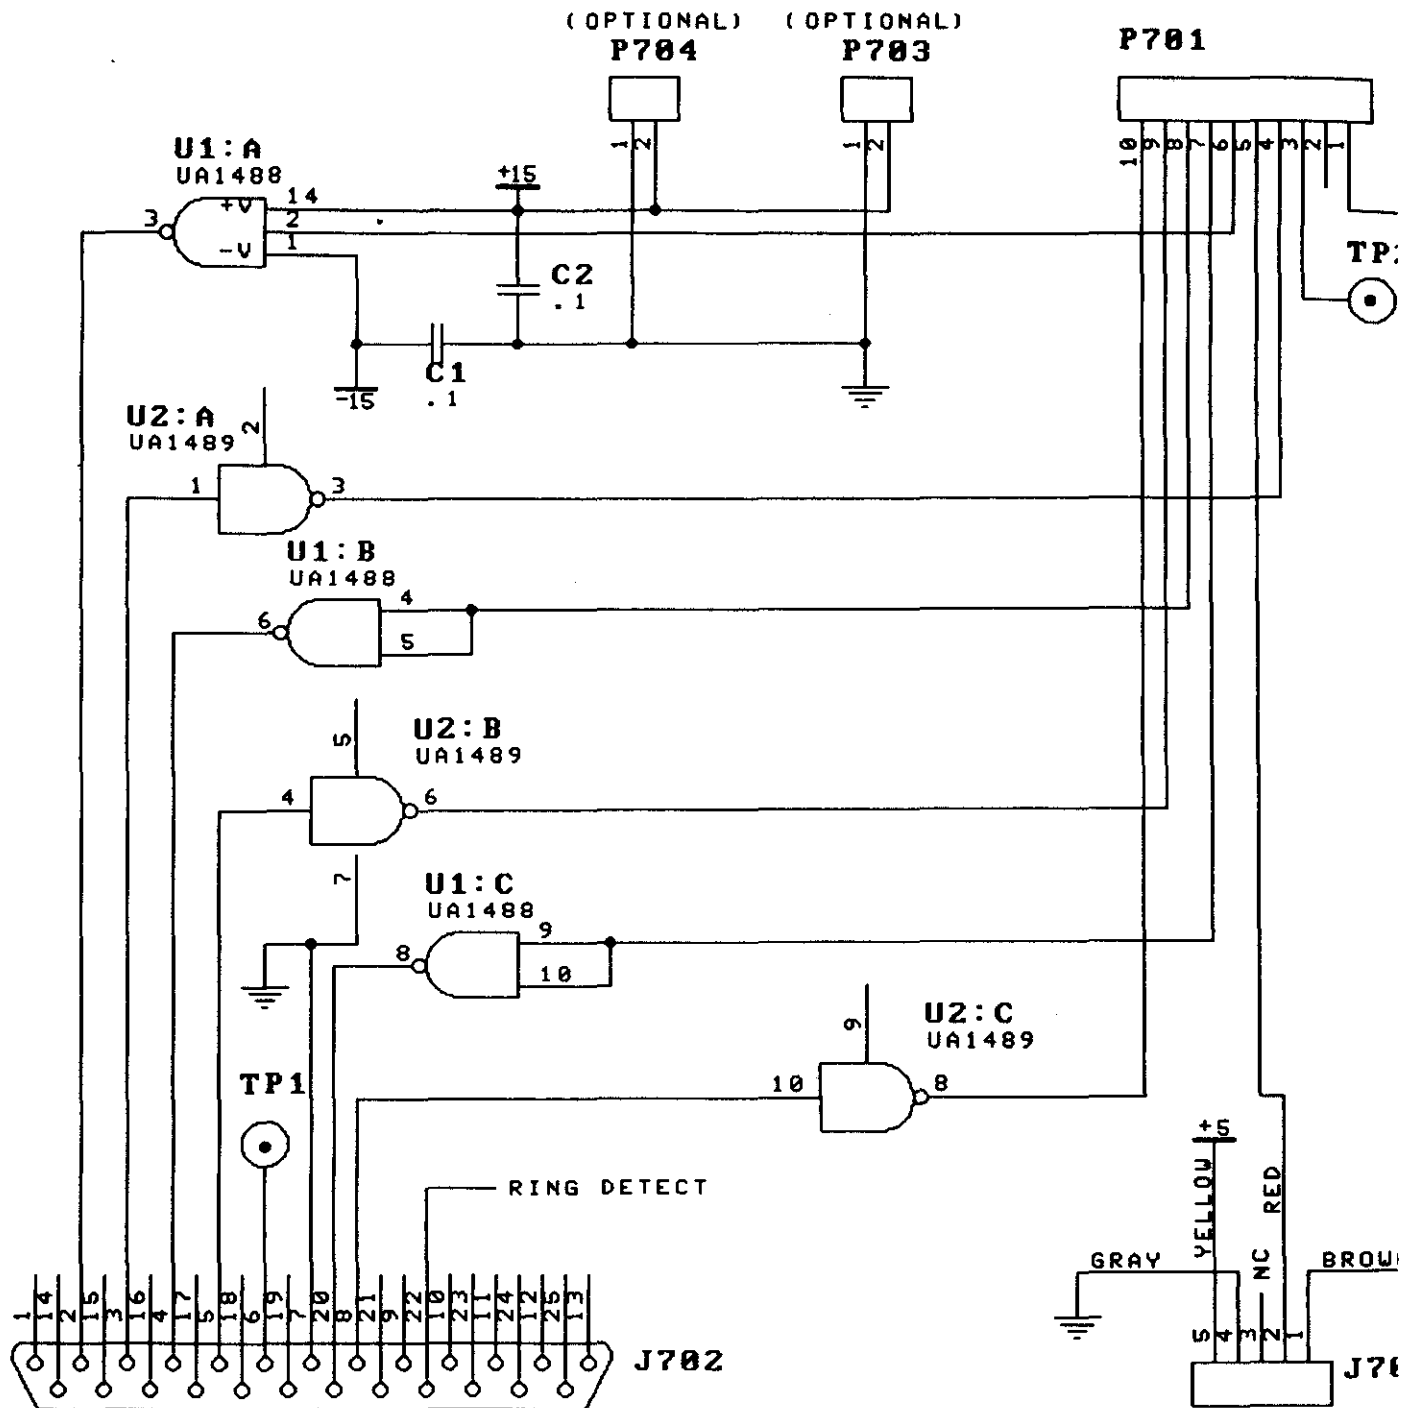 (OPTIONAL) (OPTIONAL)
P704 P703 P701
1 2 1 2 10 9 8 7 6 5 4 3 2 1
U1:A
UA1488
+15
14
+V
3 2
-V 1
TP
C2
.1
C1
.1
-15
U2:A
UA1489
2
1 3
U1:B
UA1488
4
6 5
U2:B
UA1489
5
4 6
7
U1:C
UA1488
9
8 10
U2:C
UA1489
9
10 8
TP1
+5
RING DETECT
YELLOW
RED
GRAY NC BROW
1 14 2 15 3 16 4 17 5 18 6 19 7 20 8 21 9 22 10 23 11 24 12 25 13
5 4 3 2 1
J702 J70